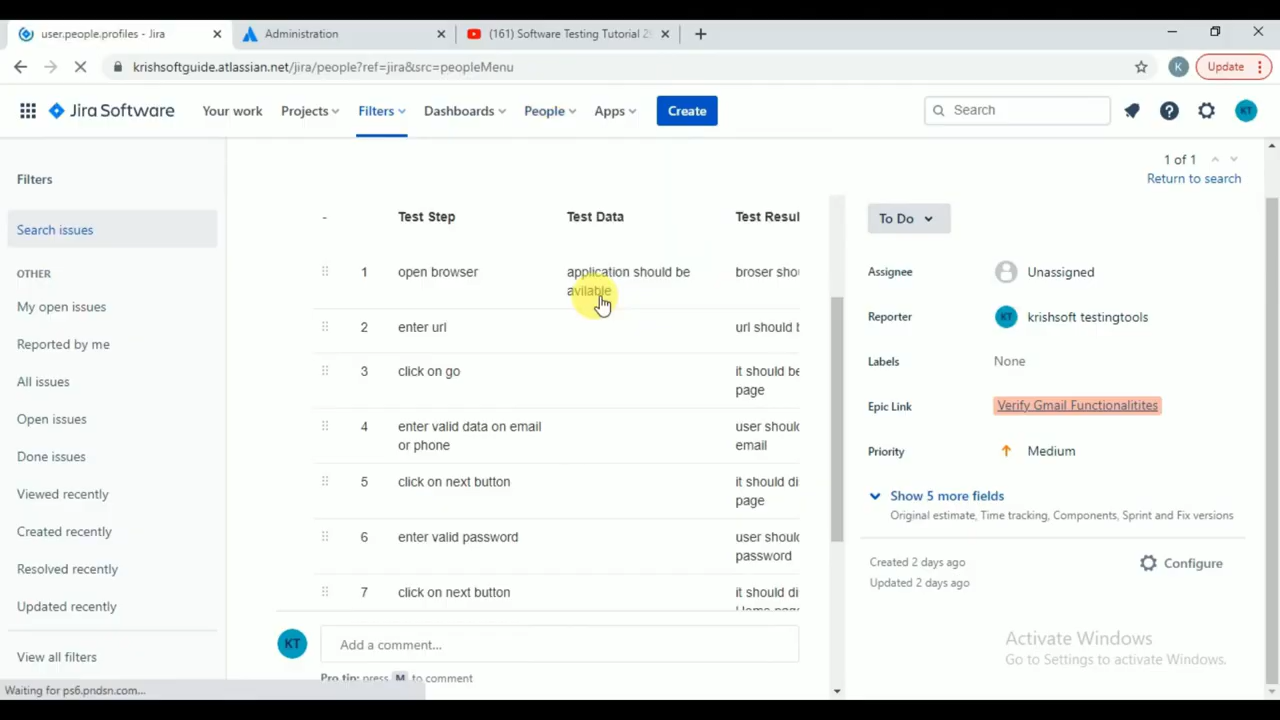 user.people.profiles - Jira
Administration
(161) Software Testing Tutorial 2
krishsoftguide.atlassian.net/jira/people?ref=jira&src=peopleMenu
K
Update
Jira Software
Your work
Projects
Filters
Dashboards
People
Apps
Create
Search
KT
Filters
Search issues
OTHER
My open issues
Reported by me
All issues
Open issues
Done issues
Viewed recently
Created recently
Resolved recently
Updated recently
View all filters
Waiting for ps6.pndsn.com...
1 of 1
Return to search
- Test Step Test Data Test Resul
1 open browser application should be avilable broser sho
2 enter url url should b
3 click on go it should be
page
4 enter valid data on email user should
or phone email
5 click on next button it should di
page
6 enter valid password user should
password
7 click on next button it should di
KT
Add a comment...
Pro tip: press M to comment
To Do
Assignee Unassigned
Reporter KT krishsoft testingtools
Labels None
Epic Link Verify Gmail Functionalitites
Priority Medium
Show 5 more fields
Original estimate, Time tracking, Components, Sprint and Fix versions
Created 2 days ago
Updated 2 days ago
Configure
Activate Windows
Go to Settings to activate Windows.